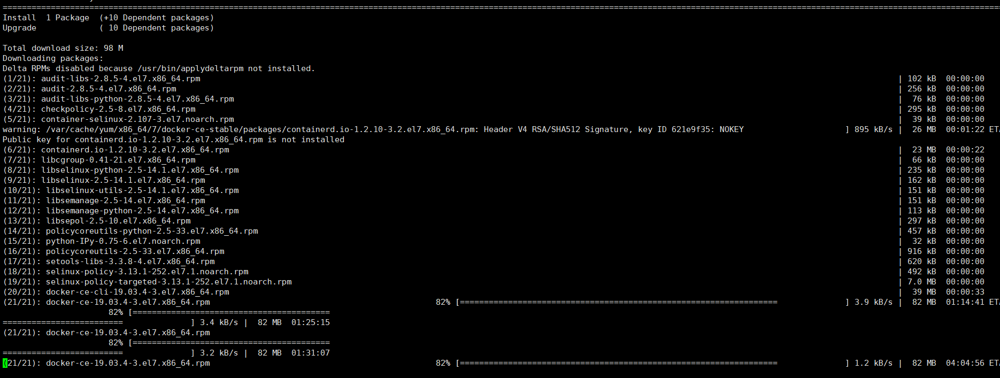 ================================================================================
Install  1 Package  (+10 Dependent packages)
Upgrade             ( 10 Dependent packages)
Total download size: 98 M
Downloading packages:
Delta RPMs disabled because /usr/bin/applydeltarpm not installed.
(1/21): audit-libs-2.8.5-4.el7.x86_64.rpm | 102 kB  00:00:00
(2/21): audit-2.8.5-4.el7.x86_64.rpm | 256 kB  00:00:00
(3/21): audit-libs-python-2.8.5-4.el7.x86_64.rpm |  76 kB  00:00:00
(4/21): checkpolicy-2.5-8.el7.x86_64.rpm | 295 kB  00:00:00
(5/21): container-selinux-2.107-3.el7.noarch.rpm |  39 kB  00:00:00
warning: /var/cache/yum/x86_64/7/docker-ce-stable/packages/containerd.io-1.2.10-3.2.el7.x86_64.rpm: Header V4 RSA/SHA512 Signature, key ID 621e9f35: NOKEY ] 895 kB/s |  26 MB  00:01:22 ETA
Public key for containerd.io-1.2.10-3.2.el7.x86_64.rpm is not installed
(6/21): containerd.io-1.2.10-3.2.el7.x86_64.rpm |  23 MB  00:00:22
(7/21): libcgroup-0.41-21.el7.x86_64.rpm |  66 kB  00:00:00
(8/21): libselinux-python-2.5-14.1.el7.x86_64.rpm | 235 kB  00:00:00
(9/21): libselinux-2.5-14.1.el7.x86_64.rpm | 162 kB  00:00:00
(10/21): libselinux-utils-2.5-14.1.el7.x86_64.rpm | 151 kB  00:00:00
(11/21): libsemanage-2.5-14.el7.x86_64.rpm | 151 kB  00:00:00
(12/21): libsemanage-python-2.5-14.el7.x86_64.rpm | 113 kB  00:00:00
(13/21): libsepol-2.5-10.el7.x86_64.rpm | 297 kB  00:00:00
(14/21): policycoreutils-python-2.5-33.el7.x86_64.rpm | 457 kB  00:00:00
(15/21): python-IPy-0.75-6.el7.noarch.rpm |  32 kB  00:00:00
(16/21): policycoreutils-2.5-33.el7.x86_64.rpm | 916 kB  00:00:00
(17/21): setools-libs-3.3.8-4.el7.x86_64.rpm | 620 kB  00:00:00
(18/21): selinux-policy-3.13.1-252.el7.1.noarch.rpm | 492 kB  00:00:00
(19/21): selinux-policy-targeted-3.13.1-252.el7.1.noarch.rpm | 7.0 MB  00:00:00
(20/21): docker-ce-cli-19.03.4-3.el7.x86_64.rpm |  39 MB  00:00:33
(21/21): docker-ce-19.03.4-3.el7.x86_64.rpm 82% [================================================================== ] 3.9 kB/s |  82 MB  01:14:41 ETA
82% [=========================================
========================= ] 3.4 kB/s |  82 MB  01:25:15
(21/21): docker-ce-19.03.4-3.el7.x86_64.rpm
82% [=========================================
========================= ] 3.2 kB/s |  82 MB  01:31:07
(21/21): docker-ce-19.03.4-3.el7.x86_64.rpm 82% [================================================================== ] 1.2 kB/s |  82 MB  04:04:56 ETA